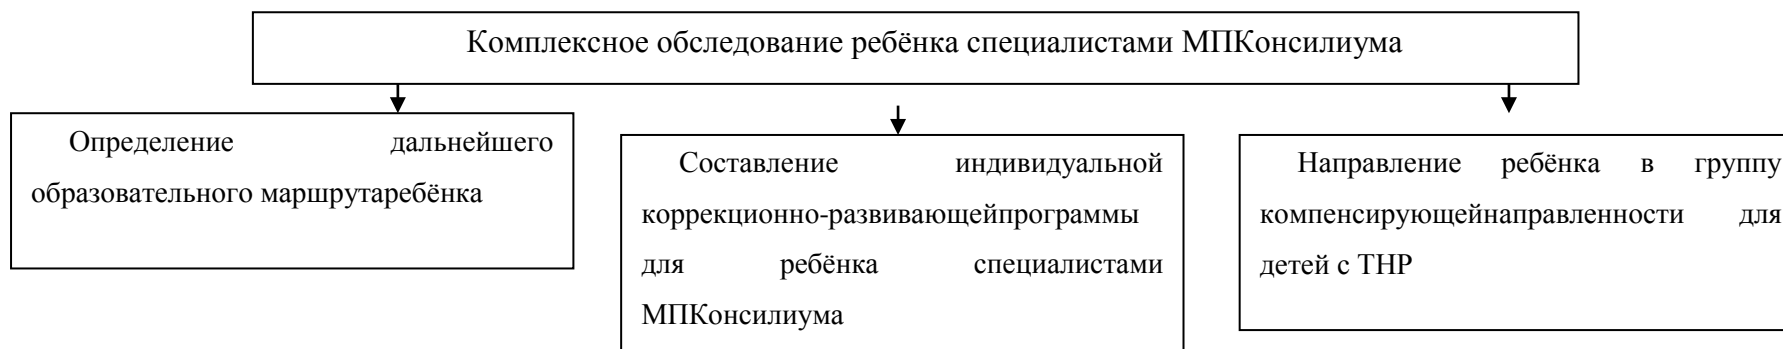 Комплексное обследование ребёнка специалистами МПКонсилиума
Определение дальнейшего
образовательного маршрутаребёнка
Составление индивидуальной
коррекционно-развивающейпрограммы
для ребёнка специалистами
МПКонсилиума
Направление ребёнка в группу
компенсирующейнаправленности для
детей с ТНР